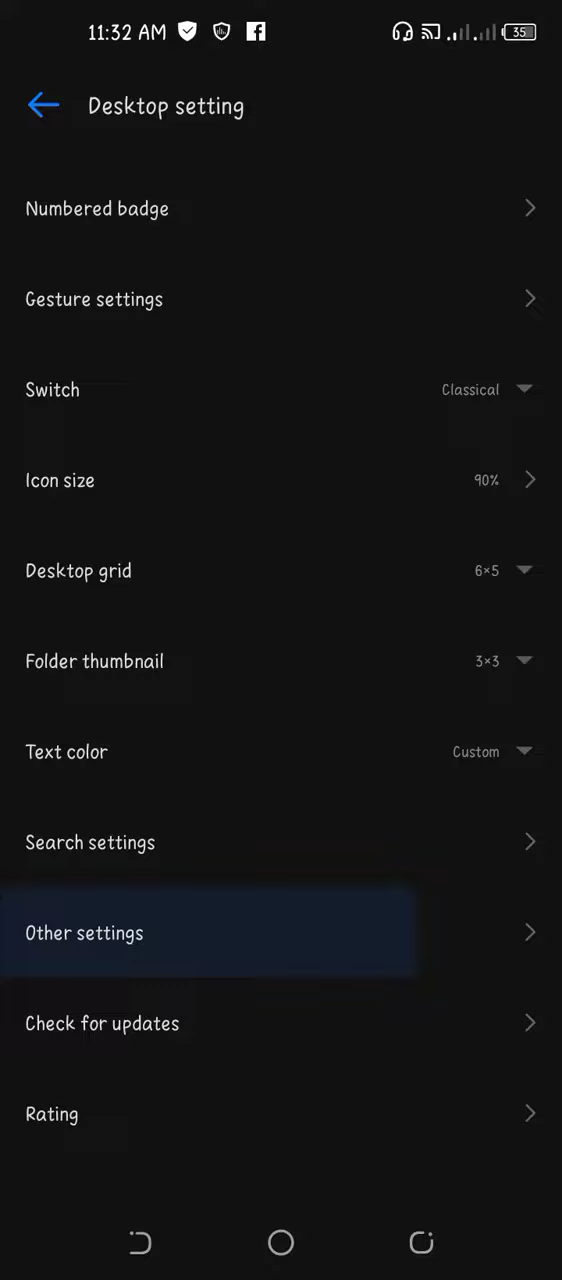 11:32 AM
35
Desktop setting
Numbered badge
Gesture settings
Switch Classical
Icon size 90%
Desktop grid 6×5
Folder thumbnail 3×3
Text color Custom
Search settings
Other settings
Check for updates
Rating